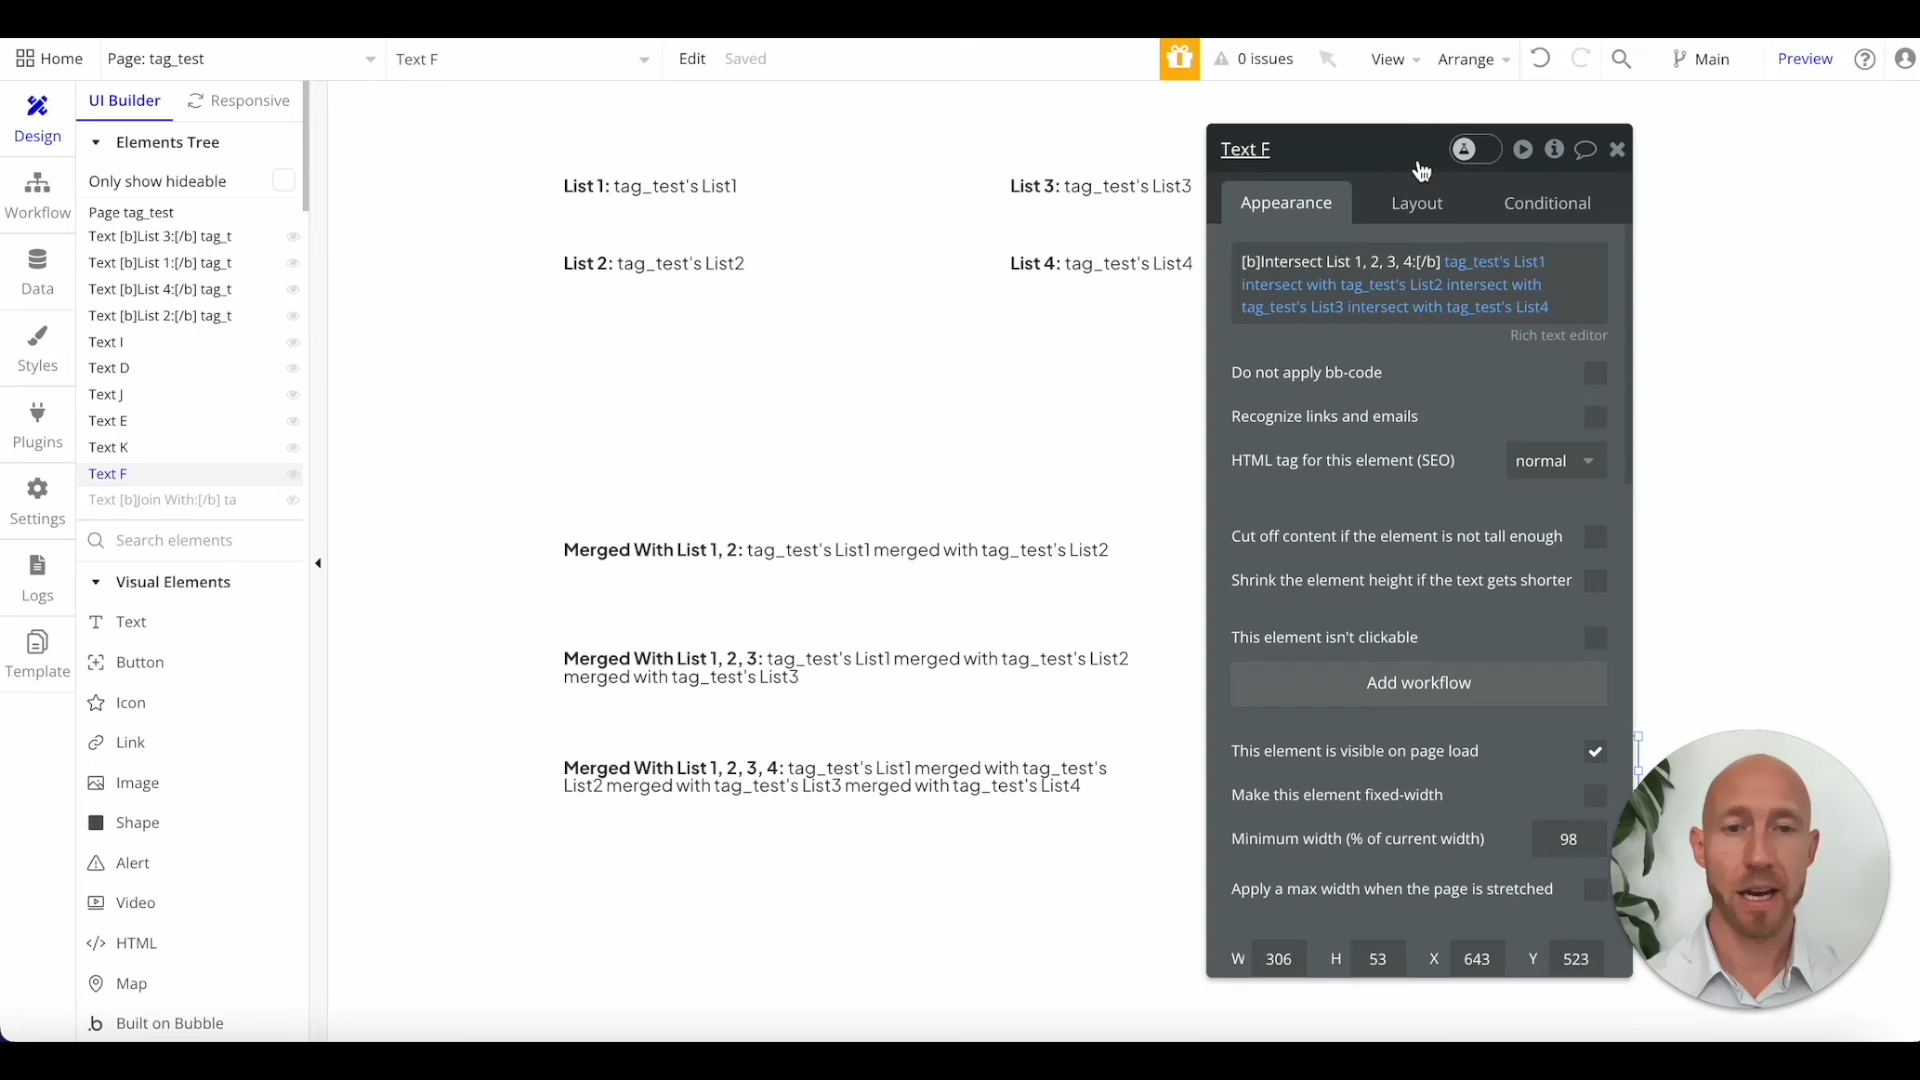 Home
Page: tag_test
Text F
Edit
Saved
0 issues
View
Arrange
Main
Preview
Design
Workflow
Data
Styles
Plugins
Settings
Logs
Template
UI Builder
Responsive
Elements Tree
Only show hideable
Page tag_test
Text [b]List 3:[/b] tag_t
Text [b]List 1:[/b] tag_t
Text [b]List 4:[/b] tag_t
Text [b]List 2:[/b] tag_t
Text I
Text D
Text J
Text E
Text K
Text F
Text [b]Join With:[/b] ta
Search elements
Visual Elements
Text
Button
Icon
Link
Image
Shape
Alert
Video
HTML
Map
Built on Bubble
List 1: tag_test's List1
List 3: tag_test's List3
List 2: tag_test's List2
List 4: tag_test's List4
Merged With List 1, 2: tag_test's List1 merged with tag_test's List2
Merged With List 1, 2, 3: tag_test's List1 merged with tag_test's List2
merged with tag_test's List3
Merged With List 1, 2, 3, 4: tag_test's List1 merged with tag_test's
List2 merged with tag_test's List3 merged with tag_test's List4
Text F
Appearance
Layout
Conditional
[b]Intersect List 1, 2, 3, 4:[/b] tag_test's List1
intersect with tag_test's List2 intersect with
tag_test's List3 intersect with tag_test's List4
Rich text editor
Do not apply bb-code
Recognize links and emails
HTML tag for this element (SEO)
normal
Cut off content if the element is not tall enough
Shrink the element height if the text gets shorter
This element isn't clickable
Add workflow
This element is visible on page load
Make this element fixed-width
Minimum width (% of current width)
98
Apply a max width when the page is stretched
W 306 H 53 X 643 Y 523